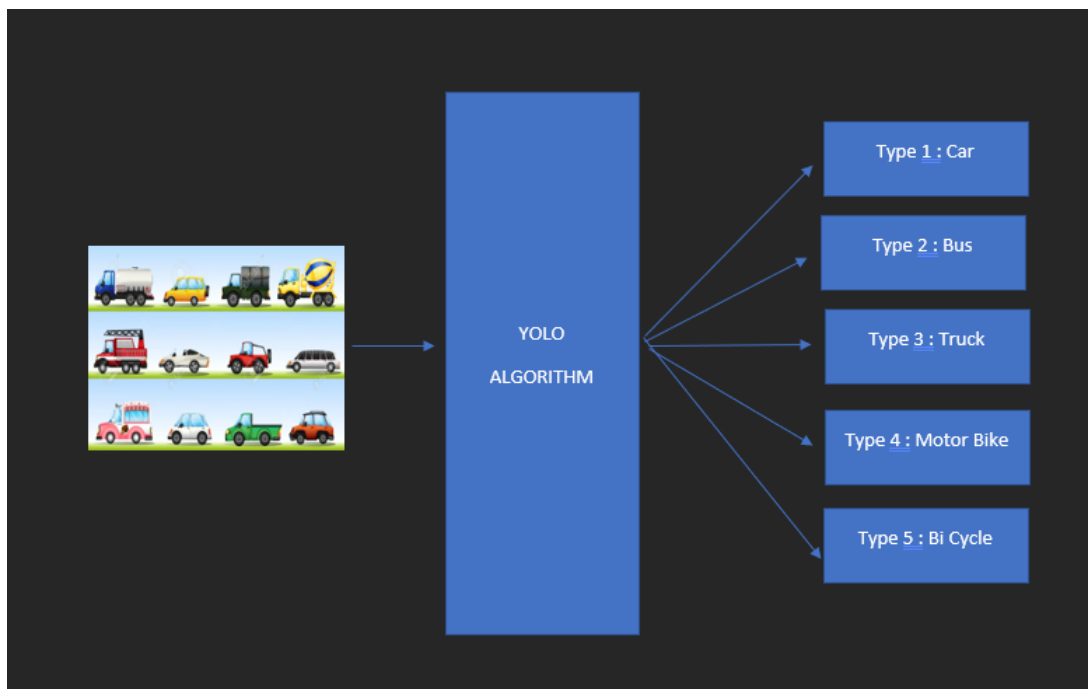 YOLO
ALGORITHM
Type 1 : Car
Type 2 : Bus
Type 3 : Truck
Type 4 : Motor Bike
Type 5 : Bi Cycle